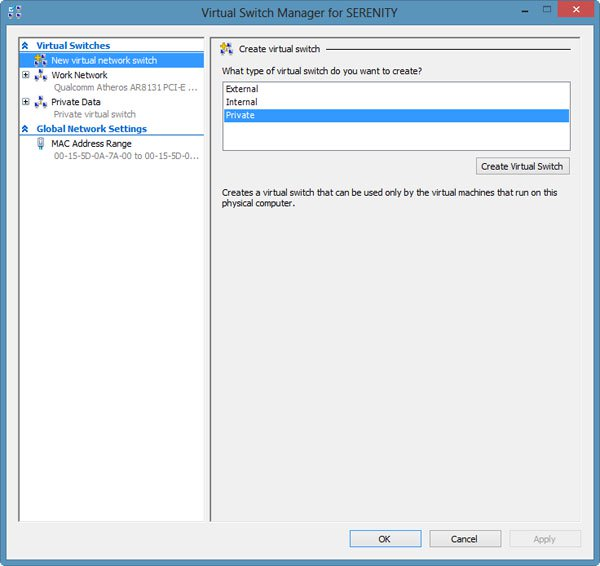 Virtual Switch Manager for SERENITY
Virtual Switches
New virtual network switch
Work Network
Qualcomm Atheros AR8131 PCI-E ...
Private Data
Private virtual switch
Global Network Settings
MAC Address Range
00-15-5D-0A-7A-00 to 00-15-5D-0...
Create virtual switch
What type of virtual switch do you want to create?
External
Internal
Private
Create Virtual Switch
Creates a virtual switch that can be used only by the virtual machines that run on this
physical computer.
OK
Cancel
Apply